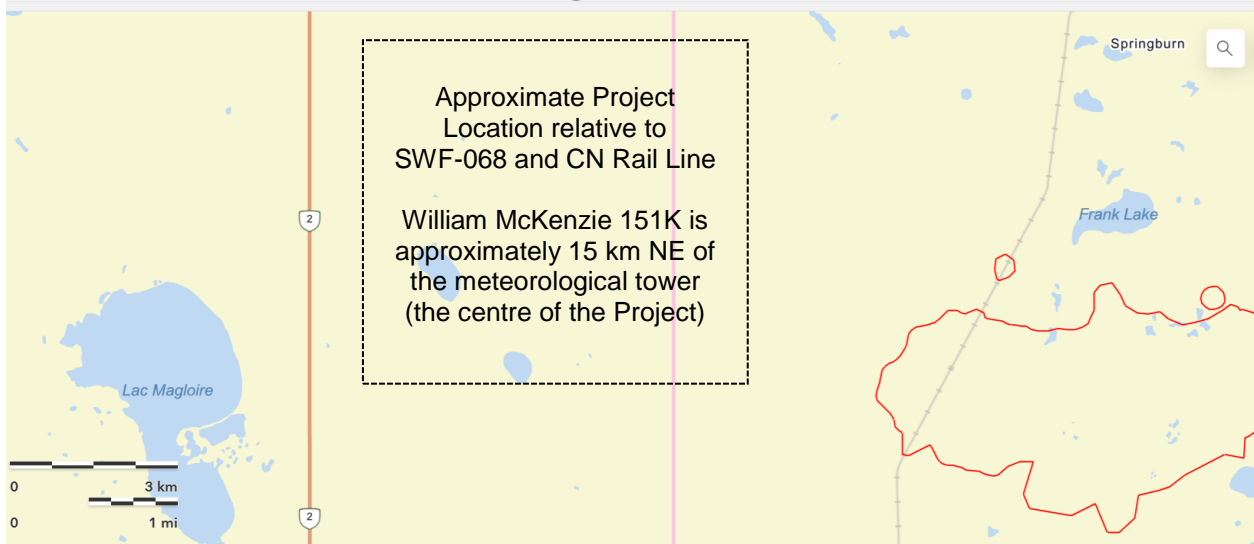 Springburn
Approximate Project
Location relative to
SWF-068 and CN Rail Line
William McKenzie 151K is
approximately 15 km NE of
the meteorological tower
(the centre of the Project)
2
Frank Lake
Lac Magloire
0 3 km
0 1 mi
2